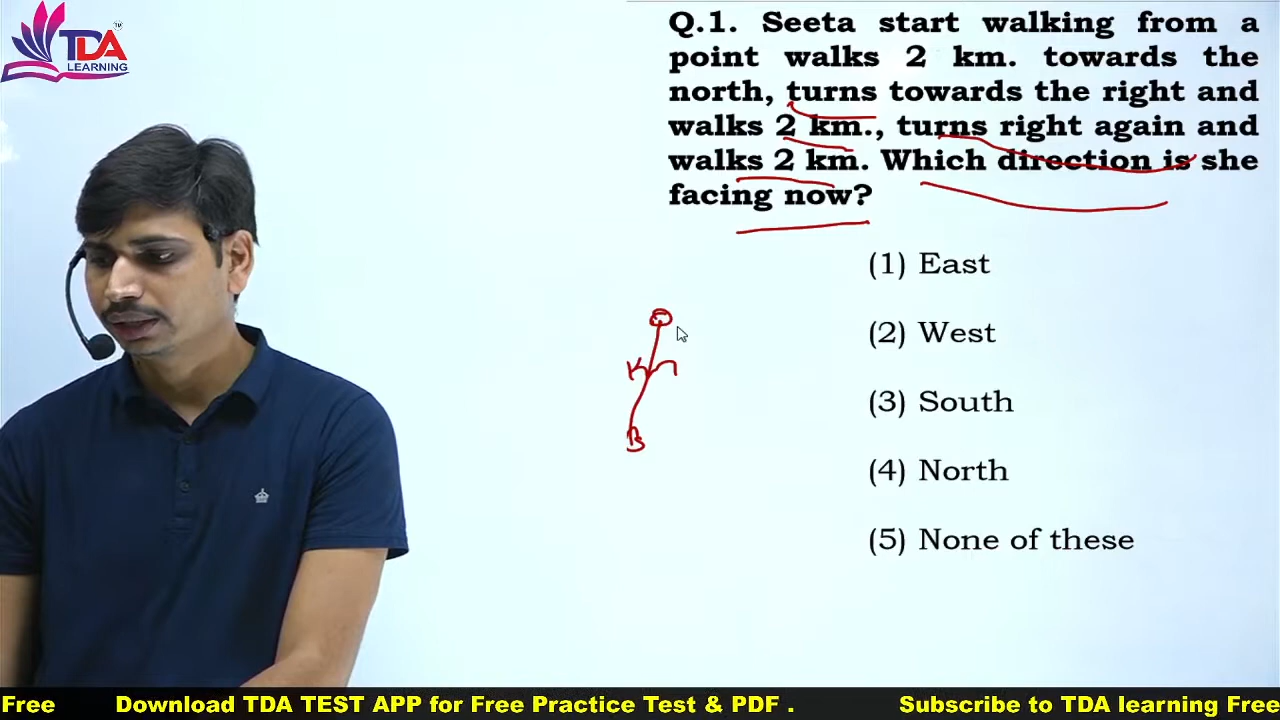 TDA
LEARNING
Q.1. Seeta start walking from a
point walks 2 km. towards the
north, turns towards the right and
walks 2 km., turns right again and
walks 2 km. Which direction is she
facing now?
(1) East
(2) West
(3) South
(4) North
(5) None of these
Free Download TDA TEST APP for Free Practice Test & PDF . Subscribe to TDA learning Free